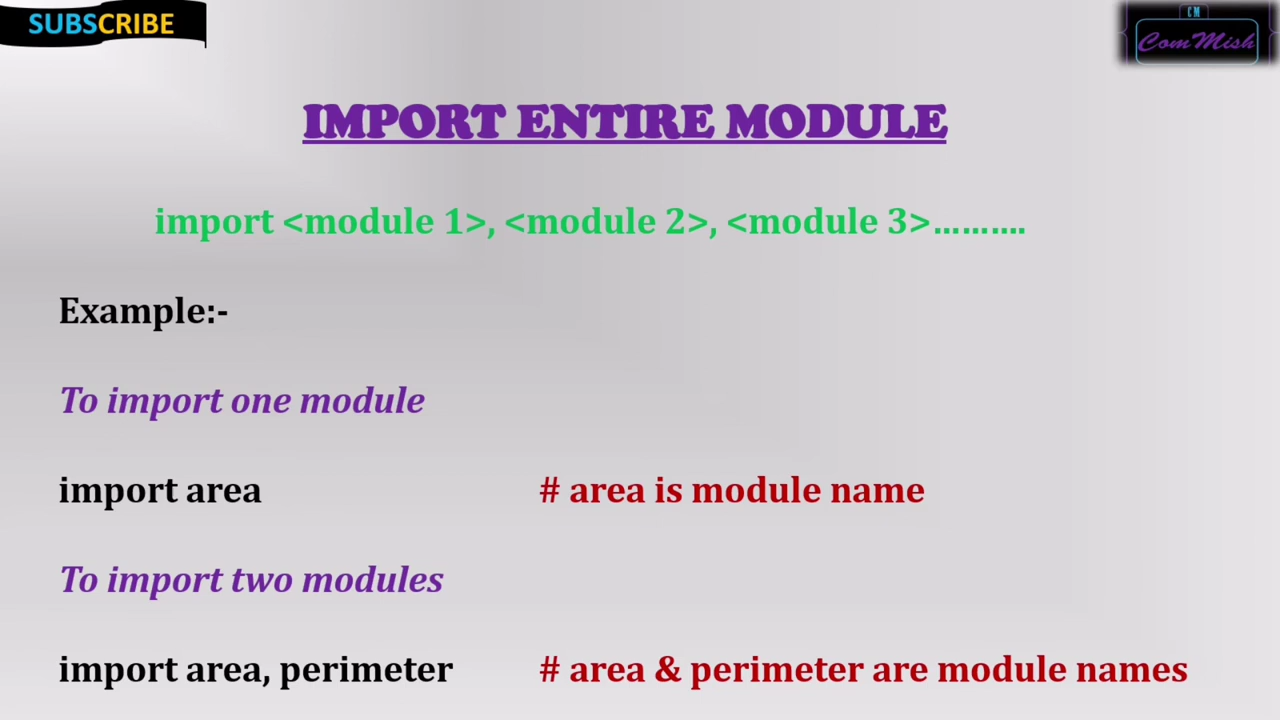 SUBSCRIBE
CM
ComMish
IMPORT ENTIRE MODULE
import <module 1>, <module 2>, <module 3>..........
Example:-
To import one module
import area # area is module name
To import two modules
import area, perimeter # area & perimeter are module names